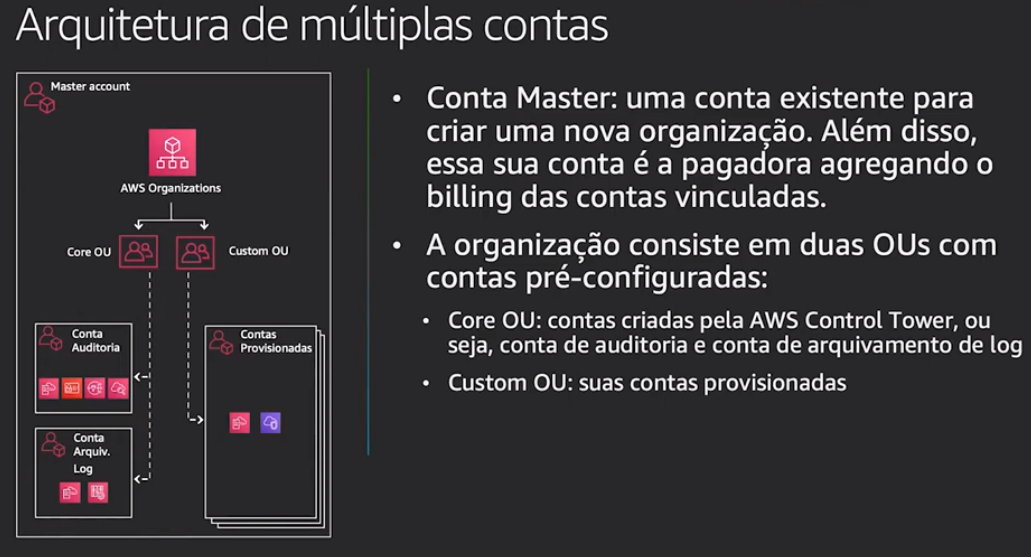 Arquitetura de múltiplas contas
Master account
AWS Organizations
Core OU
Custom OU
Conta
Auditoria
Contas
Provisionadas
Conta
Arquiv.
Log
• Conta Master: uma conta existente para
criar uma nova organização. Além disso,
essa sua conta é a pagadora agregando o
billing das contas vinculadas.
• A organização consiste em duas OUs com
contas pré-configuradas:
• Core OU: contas criadas pela AWS Control Tower, ou
seja, conta de auditoria e conta de arquivamento de log
• Custom OU: suas contas provisionadas